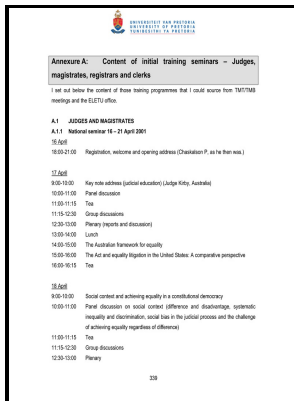 UNIVERSITEIT VAN PRETORIA
UNIVERSITY OF PRETORIA
YUNIBESITHI YA PRETORIA
Annexure A: Content of initial training seminars – Judges,
magistrates, registrars and clerks
I set out below the content of those training programmes that I could source from TMT/TMB
meetings and the ELETU office.
A.1 JUDGES AND MAGISTRATES
A.1.1 National seminar 16 – 21 April 2001
16 April
18:00-21:00 Registration, welcome and opening address (Chaskalson P, as he then was.)
17 April
9:00-10:00 Key note address (judicial education) (Judge Kirby, Australia)
10:00-11:00 Panel discussion
11:00-11:15 Tea
11:15-12:30 Group discussions
12:30-13:00 Plenary (reports and discussion)
13:00-14:00 Lunch
14:00-15:00 The Australian framework for equality
15:00-16:00 The Act and equality litigation in the United States: A comparative perspective
16:00-16:15 Tea
18 April
9:00-10:00 Social context and achieving equality in a constitutional democracy
10:00-11:00 Panel discussion on social context (difference and disadvantage, systemic
inequality and discrimination, social bias in the judicial process and the challenge
of achieving equality regardless of difference)
11:00-11:15 Tea
11:15-12:30 Group discussions
12:30-13:00 Plenary
339